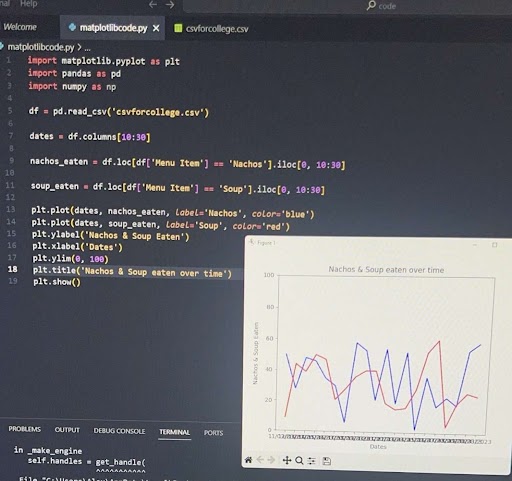 Help
code
Welcome
matplotlibcode.py
csvforcollege.csv
matplotlibcode.py > ...
1 import matplotlib.pyplot as plt
2 import pandas as pd
3 import numpy as np
4
5 df = pd.read_csv('csvforcollege.csv')
6
7 dates = df.columns[10:30]
8
9 nachos_eaten = df.loc[df['Menu Item'] == 'Nachos'].iloc[0, 10:30]
10
11 soup_eaten = df.loc[df['Menu Item'] == 'Soup'].iloc[0, 10:30]
12
13 plt.plot(dates, nachos_eaten, label='Nachos', color='blue')
14 plt.plot(dates, soup_eaten, label='Soup', color='red')
15 plt.ylabel('Nachos & Soup Eaten')
16 plt.xlabel('Dates')
17 plt.ylim(0, 100)
18 plt.title('Nachos & Soup eaten over time')
19 plt.show()
Figure 1
Nachos & Soup eaten over time
100
80
60
40
20
0
Nachos & Soup Eaten
Dates
PROBLEMS OUTPUT DEBUG CONSOLE TERMINAL PORTS
in _make_engine
self.handles = get_handle(
^^^^^^^^^^^